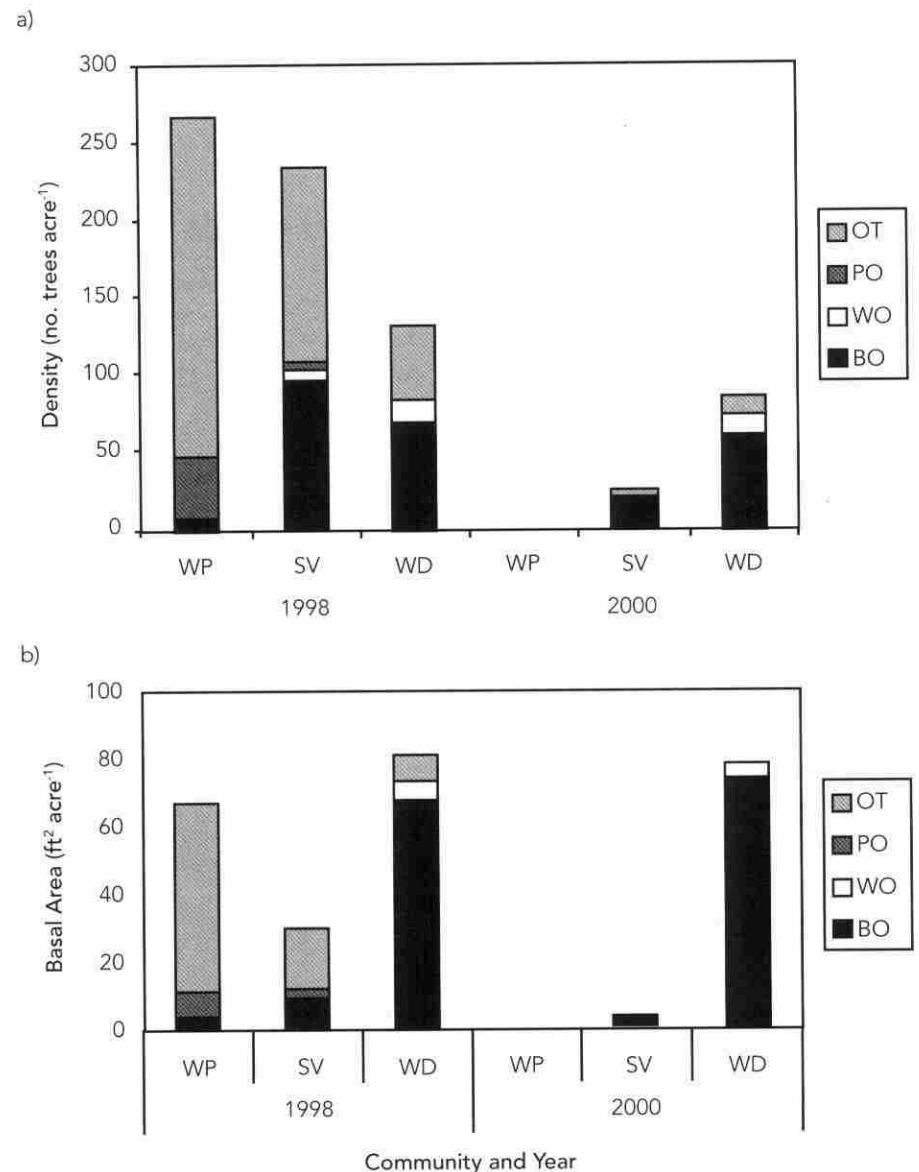 a)
Density (no. trees acre⁻¹)
300
250
200
150
100
50
0
WP SV WD WP SV WD
1998 2000
OT
PO
WO
BO
b)
Basal Area (ft² acre⁻¹)
100
80
60
40
20
0
WP SV WD WP SV WD
1998 2000
Community and Year
OT
PO
WO
BO